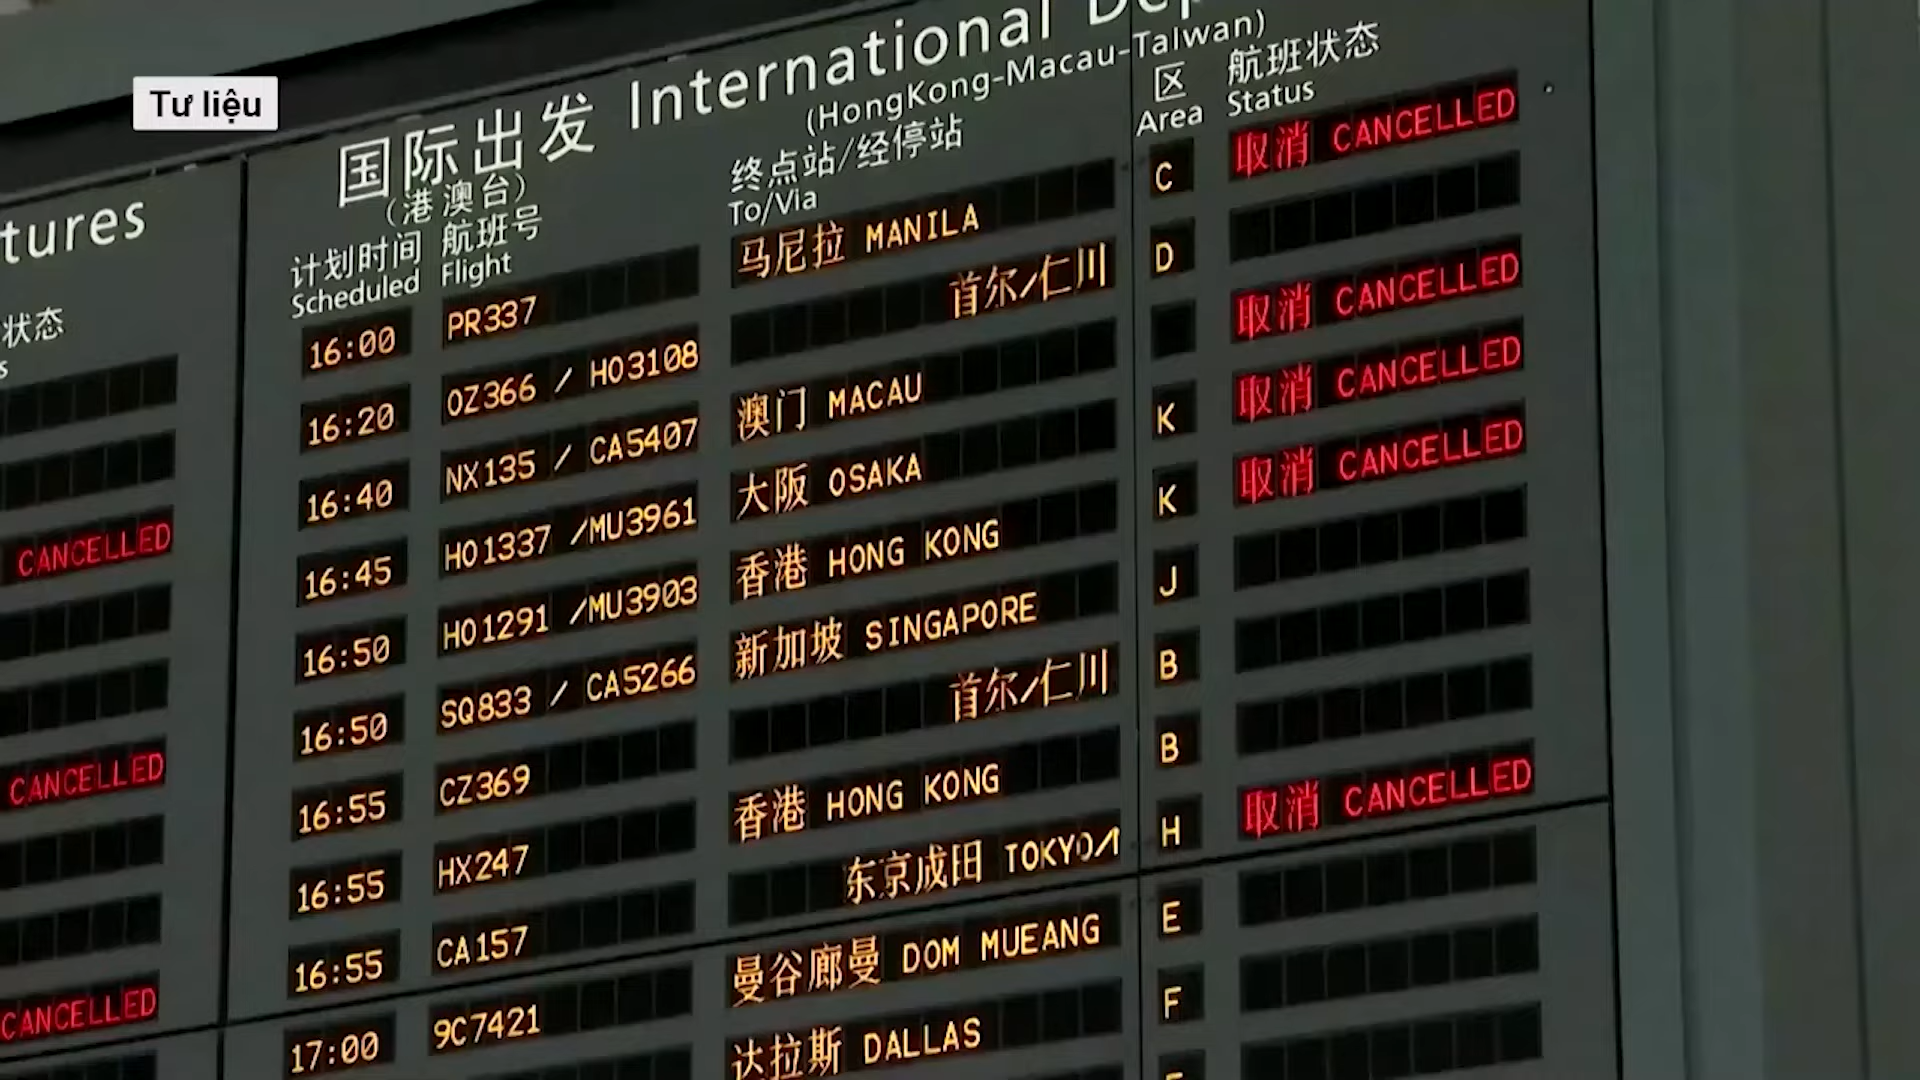 Tư liệu
tures
状态
s
CANCELLED
CANCELLED
CANCELLED
国际出发 International
(港澳台) (HongKong-Macau-Taiwan)
计划时间 航班号 终点站/经停站 区 航班状态
Scheduled Flight To/Via Area Status
16:00 PR337 马尼拉 MANILA C 取消 CANCELLED
16:20 OZ366 / HO3108 首尔/仁川 D
16:40 NX135 / CA5407 澳门 MACAU 取消 CANCELLED
16:45 HO1337 /MU3961 大阪 OSAKA K 取消 CANCELLED
16:50 HO1291 /MU3903 香港 HONG KONG K 取消 CANCELLED
16:50 SQ833 / CA5266 新加坡 SINGAPORE J
16:55 CZ369 首尔/仁川 B
16:55 HX247 香港 HONG KONG B
16:55 CA157 东京成田 TOKYO/ H 取消 CANCELLED
17:00 9C7421 曼谷廊曼 DOM MUEANG E
达拉斯 DALLAS F